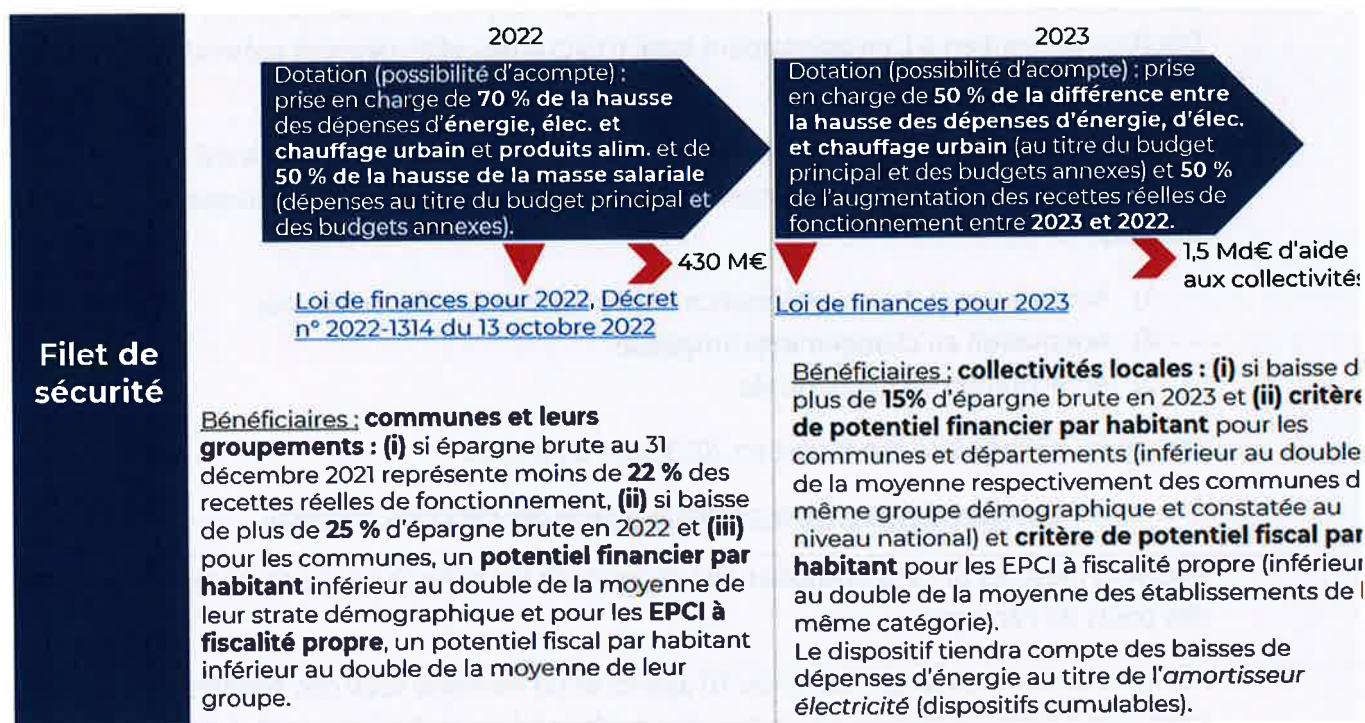 2022
Dotation (possibilité d'acompte) :
prise en charge de 70 % de la hausse
des dépenses d'énergie, élec. et
chauffage urbain et produits alim. et de
50 % de la hausse de la masse salariale
(dépenses au titre du budget principal et
des budgets annexes).
430 M€
Loi de finances pour 2022, Décret
n° 2022-1314 du 13 octobre 2022
2023
Dotation (possibilité d'acompte) : prise
en charge de 50 % de la différence entre
la hausse des dépenses d'énergie, d'élec.
et chauffage urbain (au titre du budget
principal et des budgets annexes) et 50 %
de l'augmentation des recettes réelles de
fonctionnement entre 2023 et 2022.
1,5 Md€ d'aide
aux collectivités
Loi de finances pour 2023
Filet de
sécurité
Bénéficiaires : communes et leurs
groupements : (i) si épargne brute au 31
décembre 2021 représente moins de 22 % des
recettes réelles de fonctionnement, (ii) si baisse
de plus de 25 % d'épargne brute en 2022 et (iii)
pour les communes, un potentiel financier par
habitant inférieur au double de la moyenne de
leur strate démographique et pour les EPCI à
fiscalité propre, un potentiel fiscal par habitant
inférieur au double de la moyenne de leur
groupe.
Bénéficiaires : collectivités locales : (i) si baisse d
plus de 15% d'épargne brute en 2023 et (ii) critère
de potentiel financier par habitant pour les
communes et départements (inférieur au double
de la moyenne respectivement des communes d
même groupe démographique et constatée au
niveau national) et critère de potentiel fiscal par
habitant pour les EPCI à fiscalité propre (inférieur
au double de la moyenne des établissements de l
même catégorie).
Le dispositif tiendra compte des baisses de
dépenses d'énergie au titre de l'amortisseur
électricité (dispositifs cumulables).